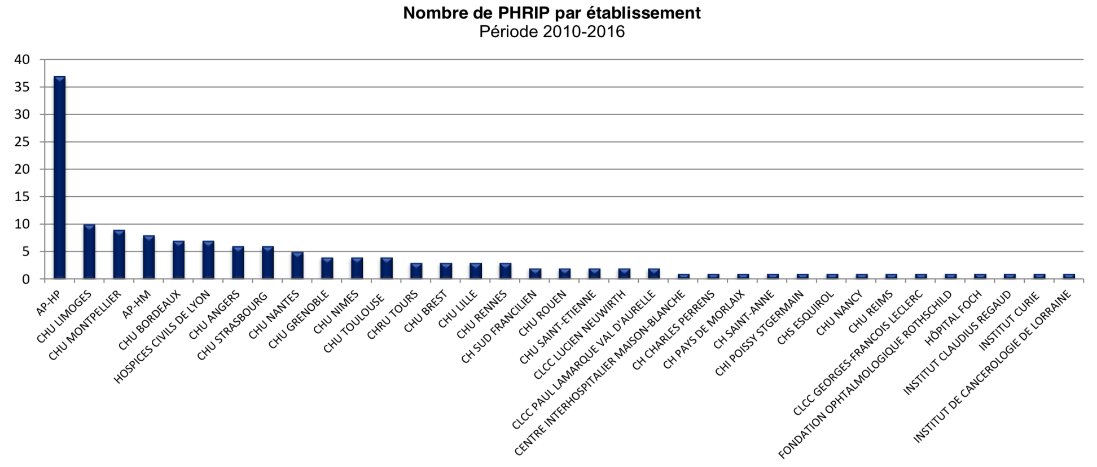 Nombre de PHRIP par établissement
Période 2010-2016
40
35
30
25
20
15
10
5
0
AP-HP
CHU LIMOGES
CHU MONTPELLIER
AP-HM
CHU BORDEAUX
HOSPICES CIVILS DE LYON
CHU ANGERS
CHU STRASBOURG
CHU NANTES
CHU GRENOBLE
CHU NIMES
CHU TOULOUSE
CHRU TOURS
CHU BREST
CHU LILLE
CHU RENNES
CH SUD FRANCILIEN
CHU ROUEN
CHU SAINT-ETIENNE
CLCC LUCIEN NEUWIRTH
CLCC PAUL LAMARQUE VAL D'AURELLE
CENTRE INTERHOSPITALIER MAISON-BLANCHE
CH CHARLES PERRENS
CH PAYS DE MORLAIX
CH SAINT-ANNE
CHI POISSY STGERMAIN
CHS ESQUIROL
CHU NANCY
CHU REIMS
CLCC GEORGES-FRANCOIS LECLERC
FONDATION OPHTALMOLOGIQUE ROTHSCHILD
HÔPITAL FOCH
INSTITUT CLAUDIUS REGAUD
INSTITUT CURIE
INSTITUT DE CANCEROLOGIE DE LORRAINE